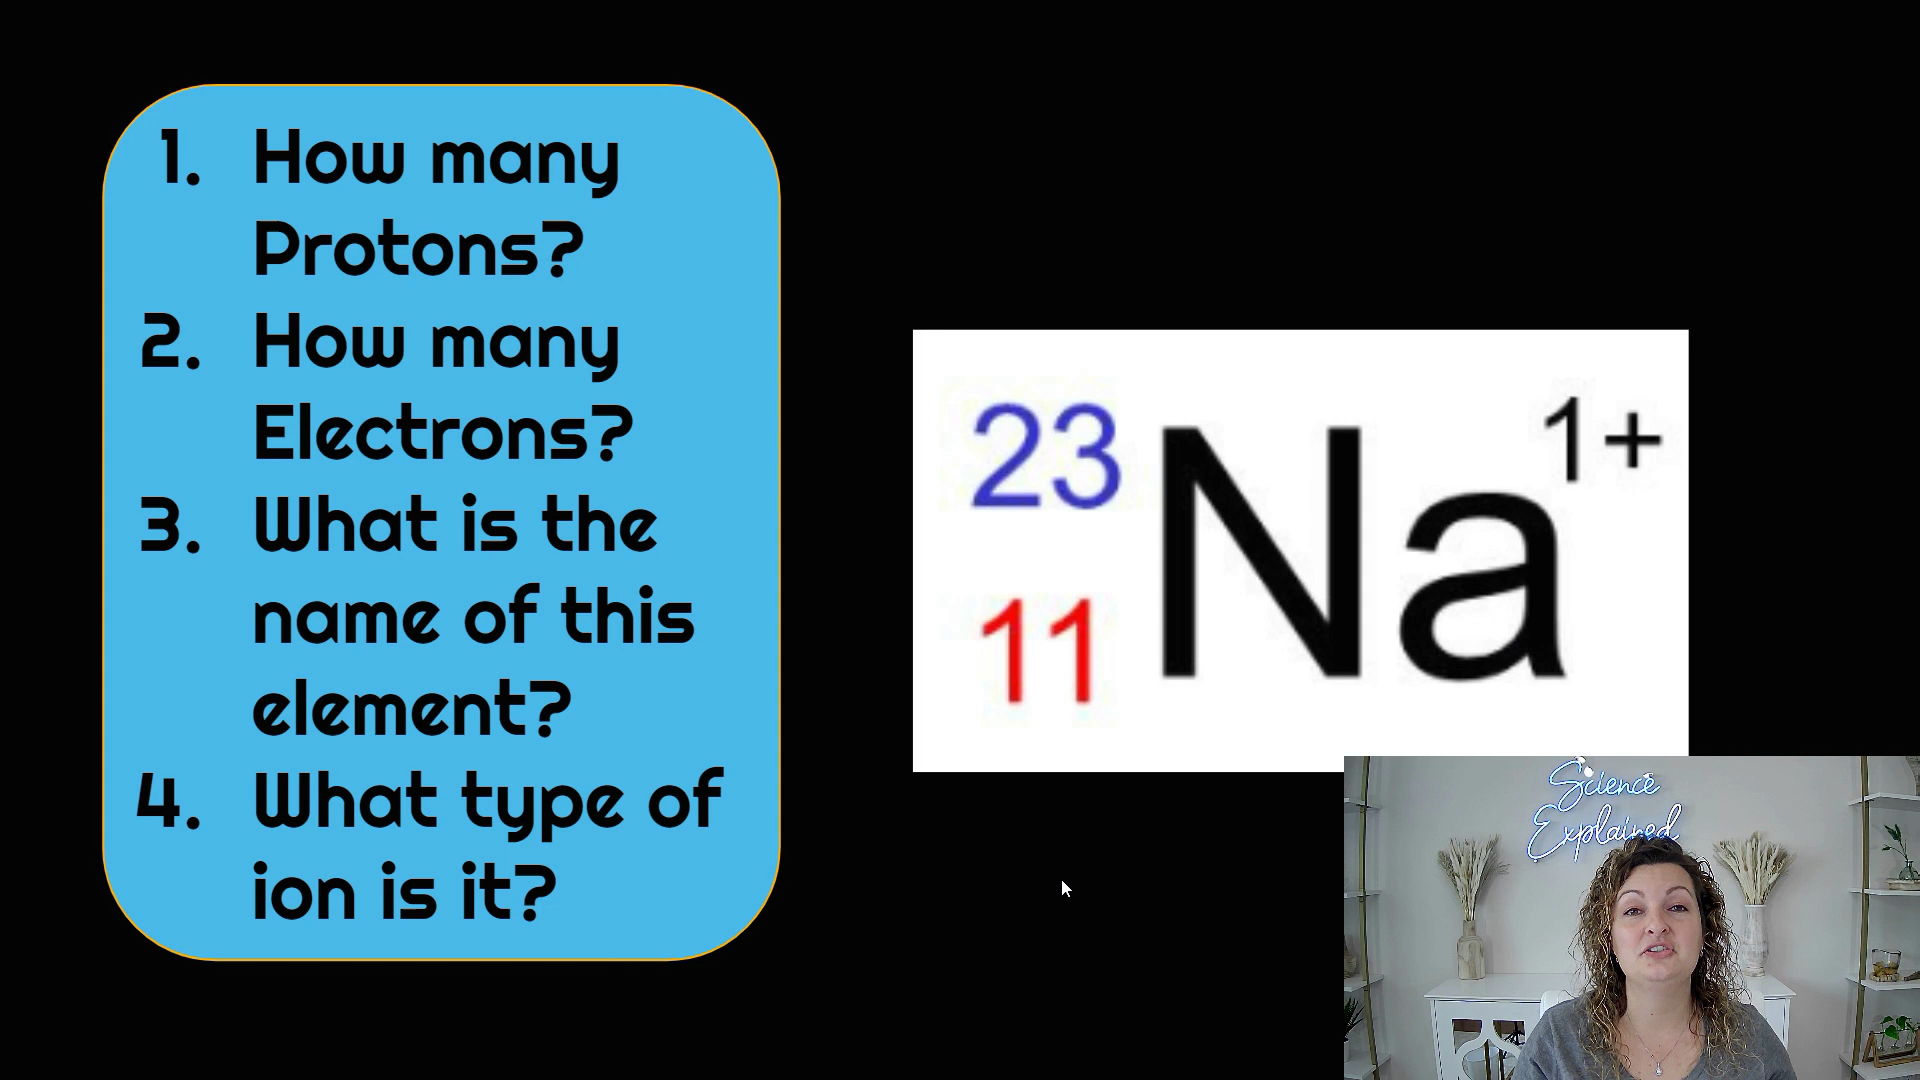 1. How many
Protons?
2. How many
Electrons?
3. What is the
name of this
element?
4. What type of
ion is it?
23
Na
1+
11
Science
Explained